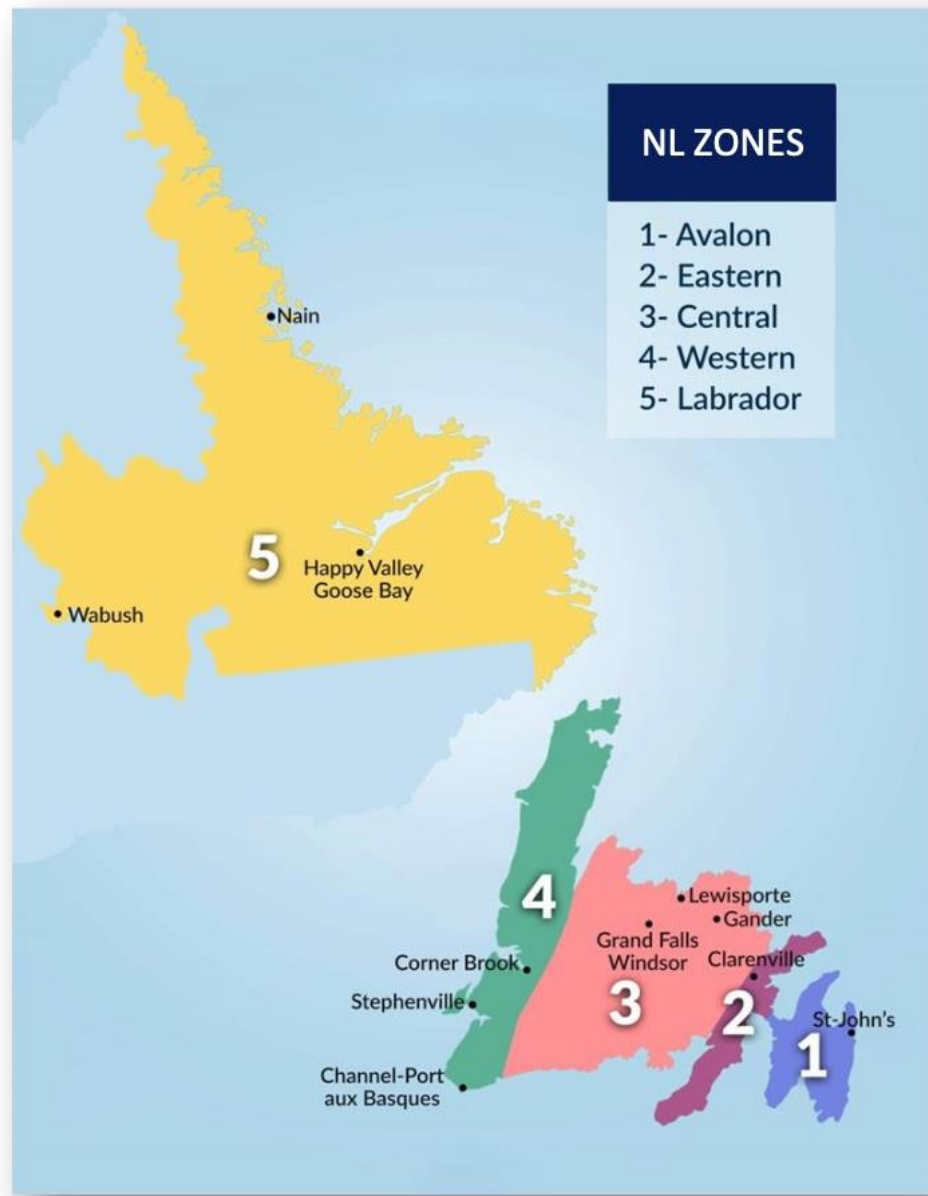 NL ZONES
1- Avalon
2- Eastern
3- Central
4- Western
5- Labrador
Nain
5
Happy Valley
Goose Bay
Wabush
4
Lewisporte
Gander
Grand Falls
Windsor
Corner Brook
Clarenville
Stephenville
3
2
St-John's
1
Channel-Port
aux Basques